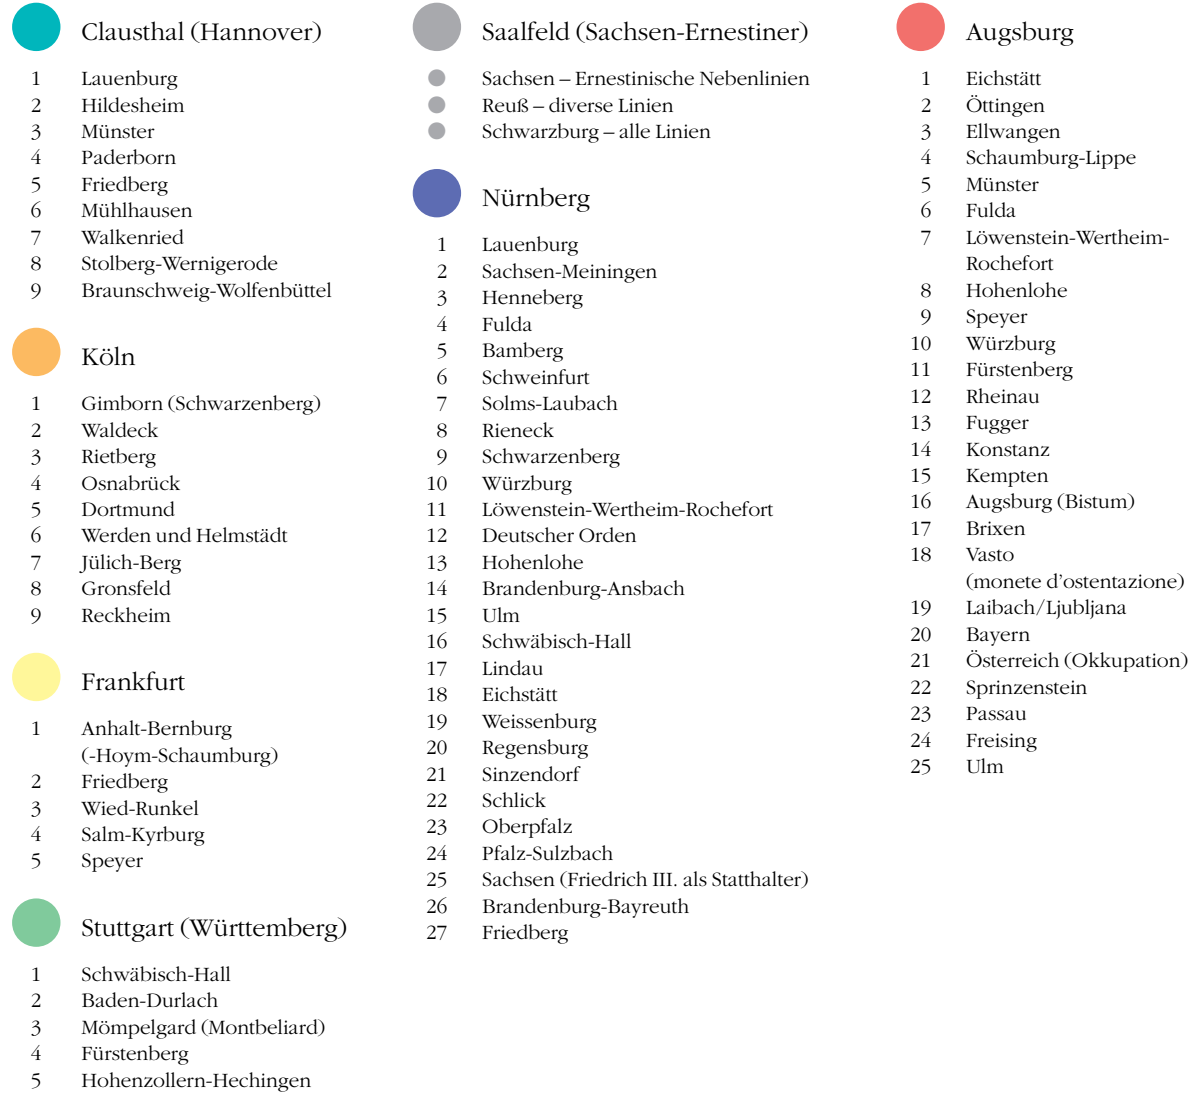 Clausthal (Hannover)
1 Lauenburg
2 Hildesheim
3 Münster
4 Paderborn
5 Friedberg
6 Mühlhausen
7 Walkenried
8 Stolberg-Wernigerode
9 Braunschweig-Wolfenbüttel
Köln
1 Gimborn (Schwarzenberg)
2 Waldeck
3 Rietberg
4 Osnabrück
5 Dortmund
6 Werden und Helmstädt
7 Jülich-Berg
8 Gronsfeld
9 Reckheim
Frankfurt
1 Anhalt-Bernburg
(-Hoym-Schaumburg)
2 Friedberg
3 Wied-Runkel
4 Salm-Kyrburg
5 Speyer
Stuttgart (Württemberg)
1 Schwäbisch-Hall
2 Baden-Durlach
3 Mömpelgard (Montbeliard)
4 Fürstenberg
5 Hohenzollern-Hechingen
Saalfeld (Sachsen-Ernestiner)
Sachsen – Ernestinische Nebenlinien
Reuß – diverse Linien
Schwarzburg – alle Linien
Nürnberg
1 Lauenburg
2 Sachsen-Meiningen
3 Henneberg
4 Fulda
5 Bamberg
6 Schweinfurt
7 Solms-Laubach
8 Rieneck
9 Schwarzenberg
10 Würzburg
11 Löwenstein-Wertheim-Rochefort
12 Deutscher Orden
13 Hohenlohe
14 Brandenburg-Ansbach
15 Ulm
16 Schwäbisch-Hall
17 Lindau
18 Eichstätt
19 Weissenburg
20 Regensburg
21 Sinzendorf
22 Schlick
23 Oberpfalz
24 Pfalz-Sulzbach
25 Sachsen (Friedrich III. als Statthalter)
26 Brandenburg-Bayreuth
27 Friedberg
Augsburg
1 Eichstätt
2 Öttingen
3 Ellwangen
4 Schaumburg-Lippe
5 Münster
6 Fulda
7 Löwenstein-Wertheim-
Rochefort
8 Hohenlohe
9 Speyer
10 Würzburg
11 Fürstenberg
12 Rheinau
13 Fugger
14 Konstanz
15 Kempten
16 Augsburg (Bistum)
17 Brixen
18 Vasto
(monete d’ostentazione)
19 Laibach/Ljubljana
20 Bayern
21 Österreich (Okkupation)
22 Sprinzenstein
23 Passau
24 Freising
25 Ulm